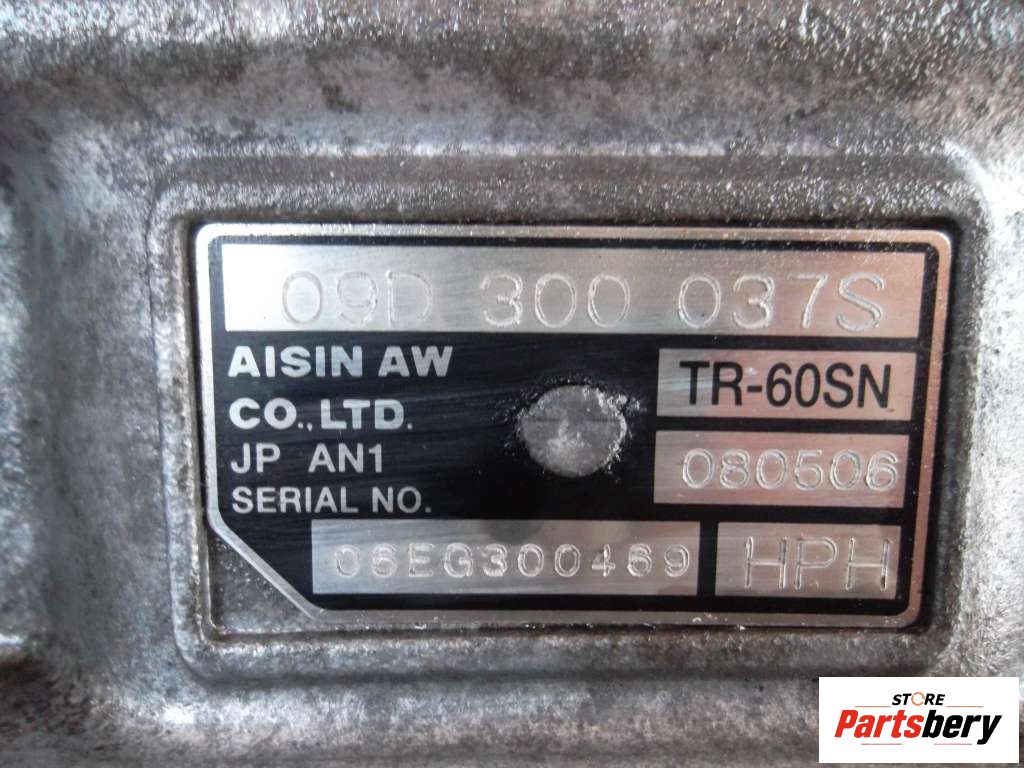 09D 300 037S
AISIN AW
CO., LTD.
TR-60SN
JP AN1
080506
SERIAL NO.
06EG300469
HPH
STORE
Partsbery